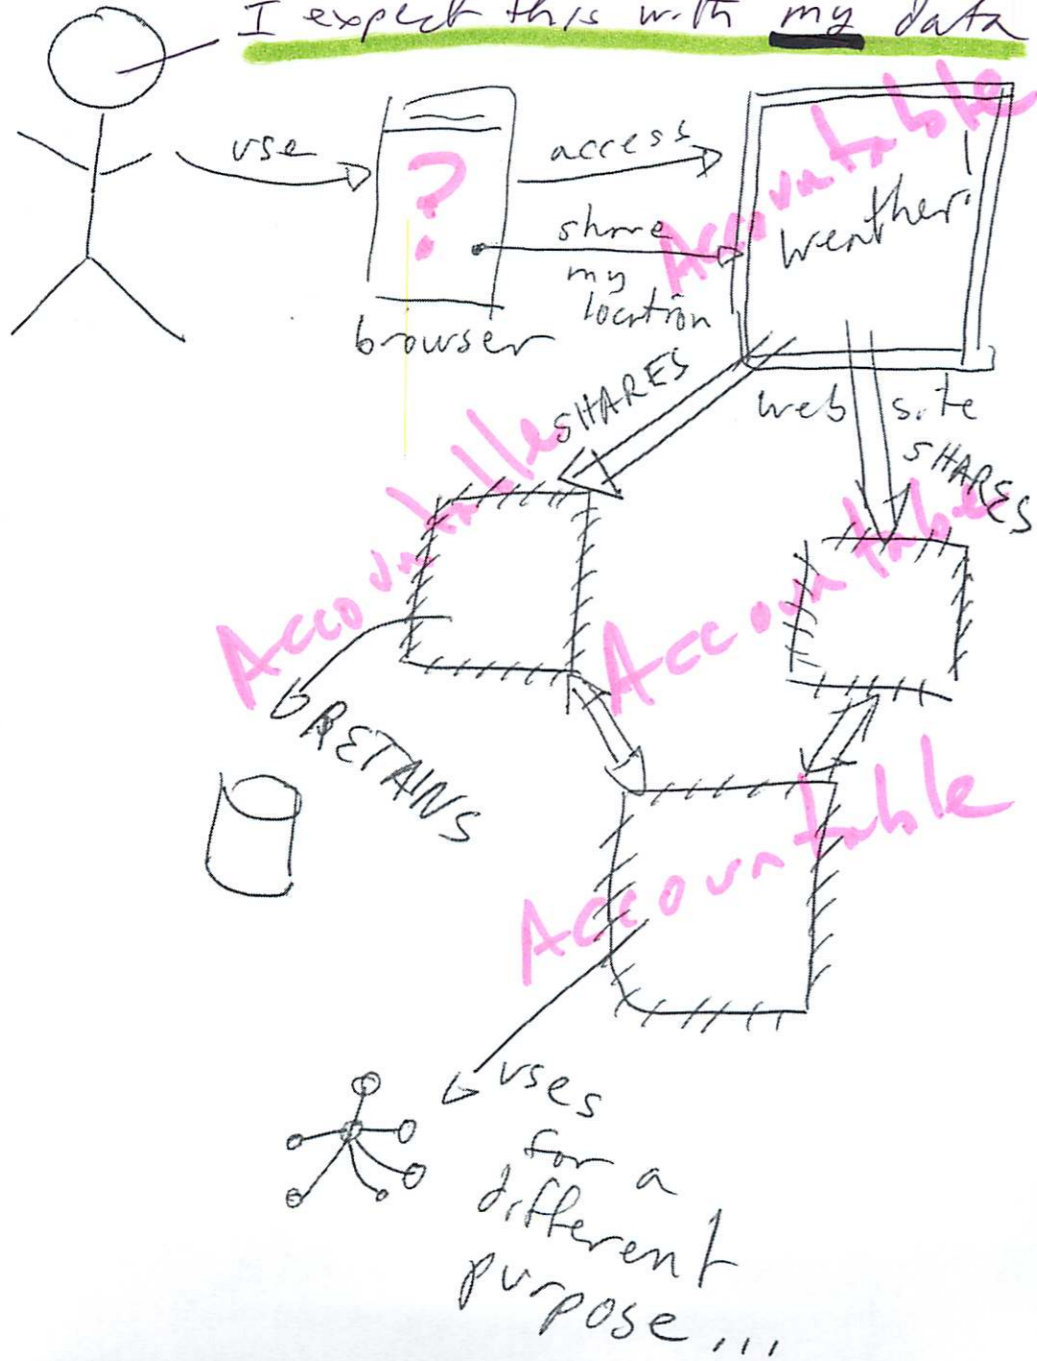 I expect this with my data
use
?
access
share
my
location
browser
Accountable
weather
web site
SHARES
SHARES
Accountable
Accountable
RETAINS
Accountable
uses
for a
different
purpose...